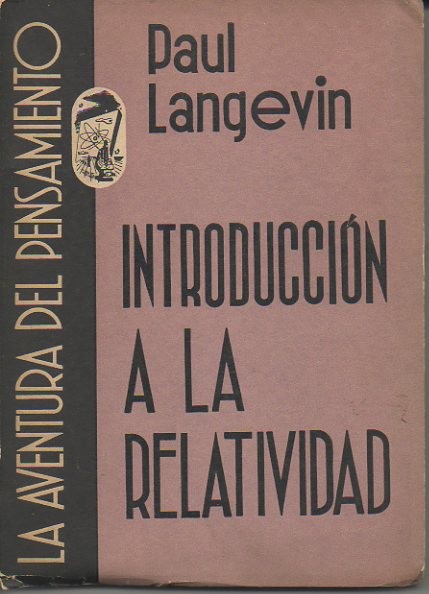 Paul
Langevin
INTRODUCCIÓN
A LA
RELATIVIDAD
LA AVENTURA DEL PENSAMIENTO